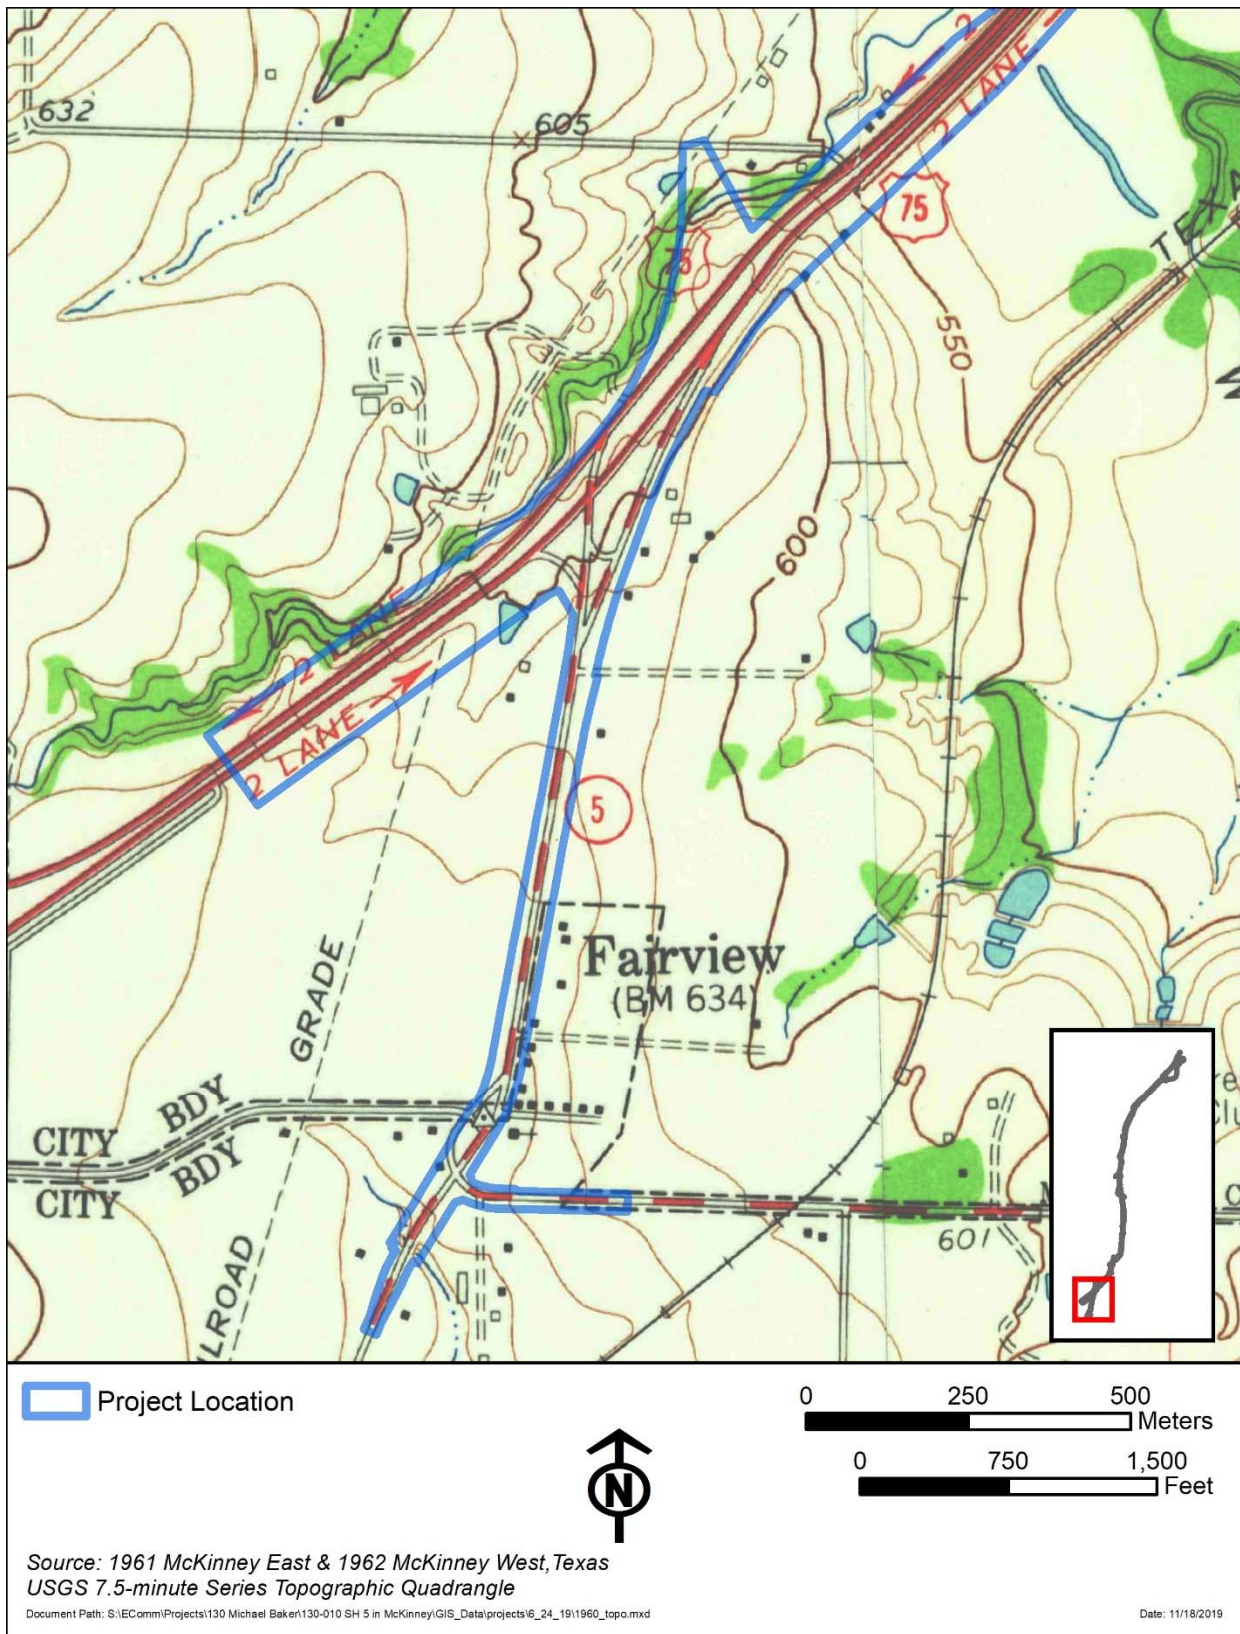 632
605
2
2 LANE
75
75
TEXA
550
600
2 LANE
2 LANE
5
Fairview
(BM 634)
GRADE
CITY BDY
CITY BDY
601
C
ILROAD
Project Location
0 250 500
Meters
0 750 1,500
Feet
N
Source: 1961 McKinney East & 1962 McKinney West,Texas
USGS 7.5-minute Series Topographic Quadrangle
Document Path: S:\EComm\Projects\130 Michael Baker\130-010 SH 5 in McKinney\GIS_Data\projects\6_24_19\1960_topo.mxd
Date: 11/18/2019